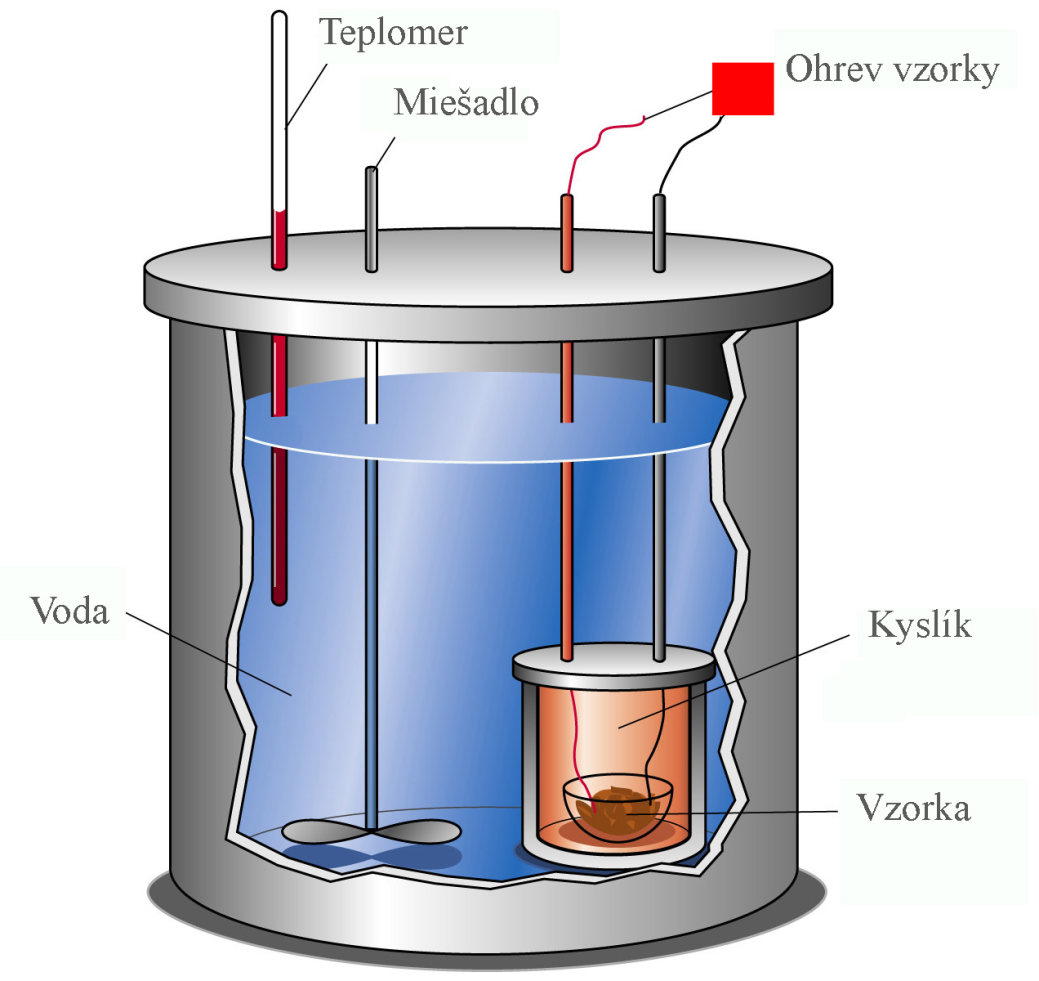 Teplomer
Miešadlo
Ohrev vzorky
Voda
Kyslík
Vzorka